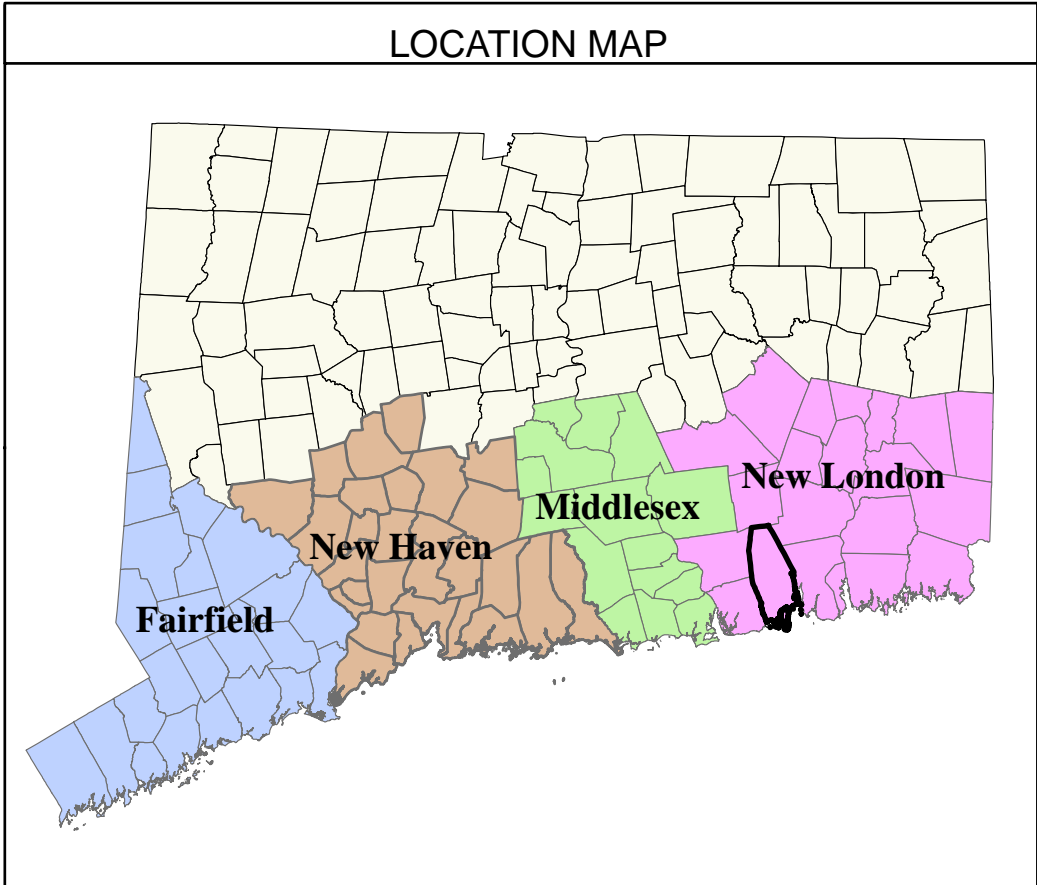 LOCATION MAP
New London
Middlesex
New Haven
Fairfield